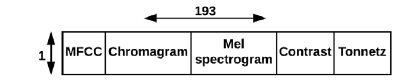 193
1
MFCC
Chromagram
Mel
spectrogram
Contrast
Tonnetz